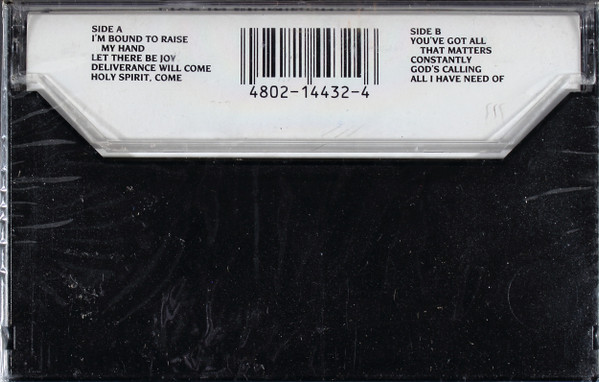 SIDE A
I'M BOUND TO RAISE
MY HAND
LET THERE BE JOY
DELIVERANCE WILL COME
HOLY SPIRIT, COME
4802-14432-4
SIDE B
YOU'VE GOT ALL
THAT MATTERS
CONSTANTLY
GOD'S CALLING
ALL I HAVE NEED OF